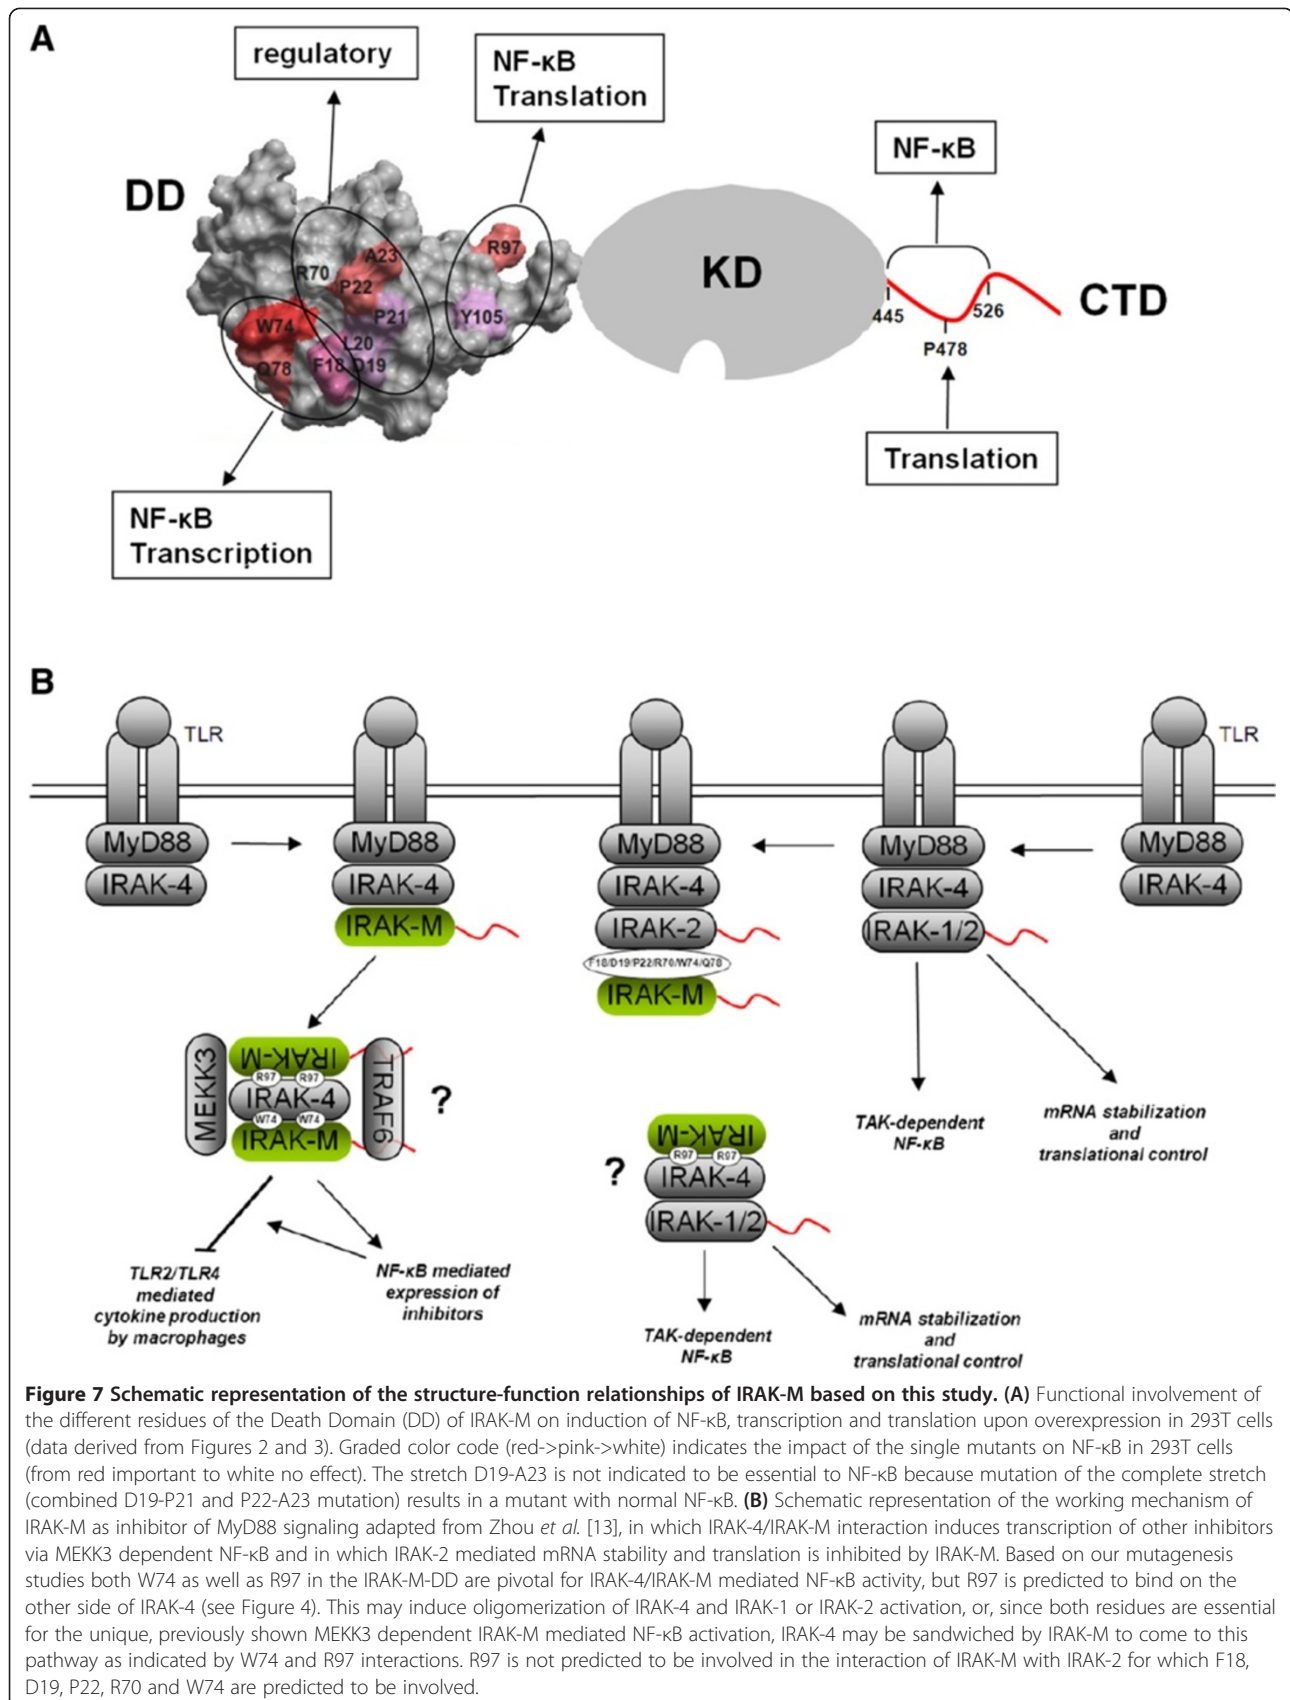 A
regulatory
NF-κB
Translation
NF-κB
DD
R70
A23
P22
R97
W74
P21
Y105
L20
Q78
F18
D19
KD
445
526
P478
CTD
Translation
NF-κB
Transcription
B
TLR
TLR
MyD88
IRAK-4
MyD88
IRAK-4
IRAK-M
MyD88
IRAK-4
IRAK-2
F18/D19/P22/R70/W74/Q78
IRAK-M
MyD88
IRAK-4
IRAK-1/2
MyD88
IRAK-4
MEKK3
IRAK-M
R97
R97
IRAK-4
W74
W74
IRAK-M
TRAF6
?
TLR2/TLR4
mediated
cytokine production
by macrophages
NF-κB mediated
expression of
inhibitors
?
IRAK-M
R97
R97
IRAK-4
IRAK-1/2
TAK-dependent
NF-κB
mRNA stabilization
and
translational control
TAK-dependent
NF-κB
mRNA stabilization
and
translational control
Figure 7 Schematic representation of the structure-function relationships of IRAK-M based on this study. (A) Functional involvement of
the different residues of the Death Domain (DD) of IRAK-M on induction of NF-κB, transcription and translation upon overexpression in 293T cells
(data derived from Figures 2 and 3). Graded color code (red->pink->white) indicates the impact of the single mutants on NF-κB in 293T cells
(from red important to white no effect). The stretch D19-A23 is not indicated to be essential to NF-κB because mutation of the complete stretch
(combined D19-P21 and P22-A23 mutation) results in a mutant with normal NF-κB. (B) Schematic representation of the working mechanism of
IRAK-M as inhibitor of MyD88 signaling adapted from Zhou et al. [13], in which IRAK-4/IRAK-M interaction induces transcription of other inhibitors
via MEKK3 dependent NF-κB and in which IRAK-2 mediated mRNA stability and translation is inhibited by IRAK-M. Based on our mutagenesis
studies both W74 as well as R97 in the IRAK-M-DD are pivotal for IRAK-4/IRAK-M mediated NF-κB activity, but R97 is predicted to bind on the
other side of IRAK-4 (see Figure 4). This may induce oligomerization of IRAK-4 and IRAK-1 or IRAK-2 activation, or, since both residues are essential
for the unique, previously shown MEKK3 dependent IRAK-M mediated NF-κB activation, IRAK-4 may be sandwiched by IRAK-M to come to this
pathway as indicated by W74 and R97 interactions. R97 is not predicted to be involved in the interaction of IRAK-M with IRAK-2 for which F18,
D19, P22, R70 and W74 are predicted to be involved.